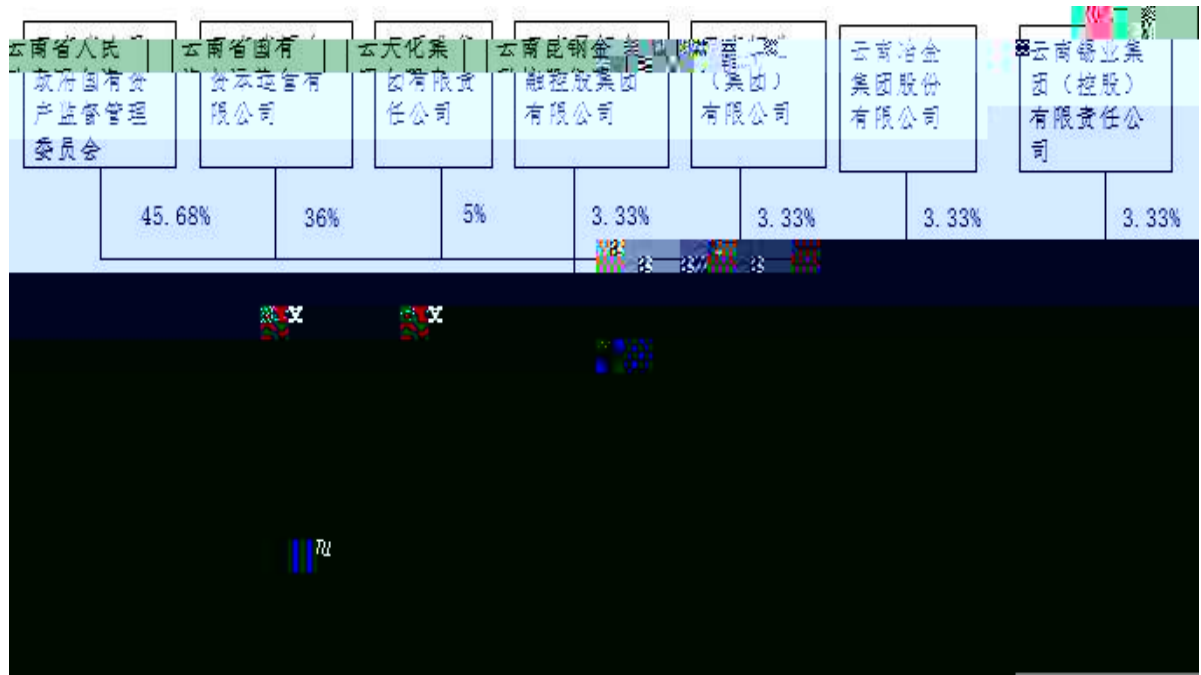 云南省人民
政府国有资
产监督管理
委员会
云南省国有
资本运营有
限公司
云天化集
团有限责
任公司
云南昆钢金
融控股集团
有限公司
（集团）
有限公司
云南冶金
集团股份
有限公司
云南锡业集
团（控股）
有限责任公
司
45.68%
36%
5%
3.33%
3.33%
3.33%
3.33%